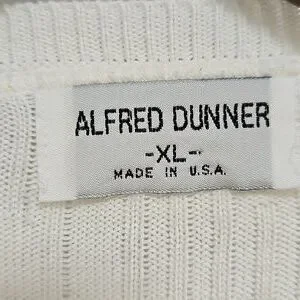 ALFRED DUNNER
-XL-
MADE IN U.S.A.